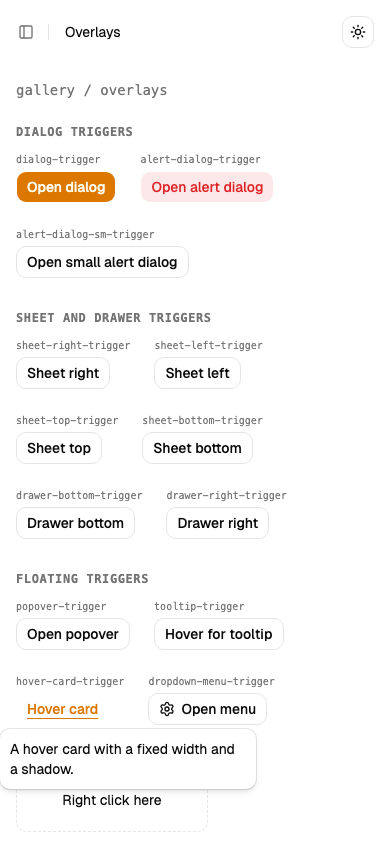 Overlays
gallery / overlays
DIALOG TRIGGERS
dialog-trigger alert-dialog-trigger
Open dialog Open alert dialog
alert-dialog-sm-trigger
Open small alert dialog
SHEET AND DRAWER TRIGGERS
sheet-right-trigger sheet-left-trigger
Sheet right Sheet left
sheet-top-trigger sheet-bottom-trigger
Sheet top Sheet bottom
drawer-bottom-trigger drawer-right-trigger
Drawer bottom Drawer right
FLOATING TRIGGERS
popover-trigger tooltip-trigger
Open popover Hover for tooltip
hover-card-trigger dropdown-menu-trigger
Hover card Open menu
A hover card with a fixed width and
a shadow.
Right click here